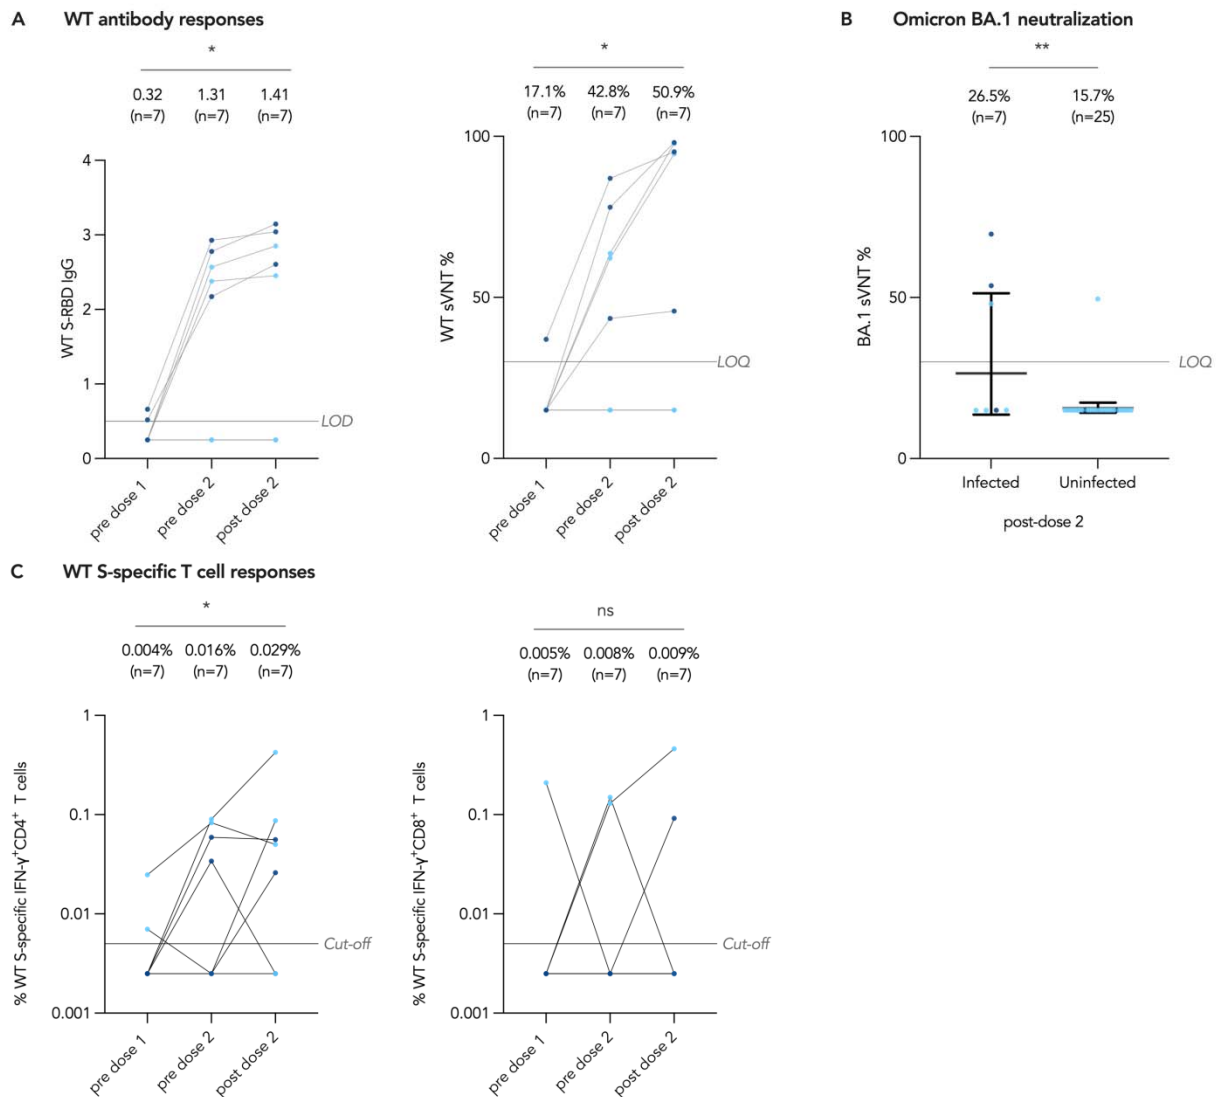 A WT antibody responses
*
0.32 1.31 1.41
(n=7) (n=7) (n=7)
4
3
2
1
0
WT S-RBD IgG
LOD
pre dose 1
pre dose 2
post dose 2
*
17.1% 42.8% 50.9%
(n=7) (n=7) (n=7)
100
50
0
WT sVNT %
LOQ
pre dose 1
pre dose 2
post dose 2
B Omicron BA.1 neutralization
**
26.5% 15.7%
(n=7) (n=25)
100
50
0
BA.1 sVNT %
LOQ
Infected Uninfected
post-dose 2
C WT S-specific T cell responses
*
0.004% 0.016% 0.029%
(n=7) (n=7) (n=7)
1
0.1
0.01
0.001
% WT S-specific IFN-γ⁺CD4⁺ T cells
Cut-off
pre dose 1
pre dose 2
post dose 2
ns
0.005% 0.008% 0.009%
(n=7) (n=7) (n=7)
1
0.1
0.01
0.001
% WT S-specific IFN-γ⁺CD8⁺ T cells
Cut-off
pre dose 1
pre dose 2
post dose 2